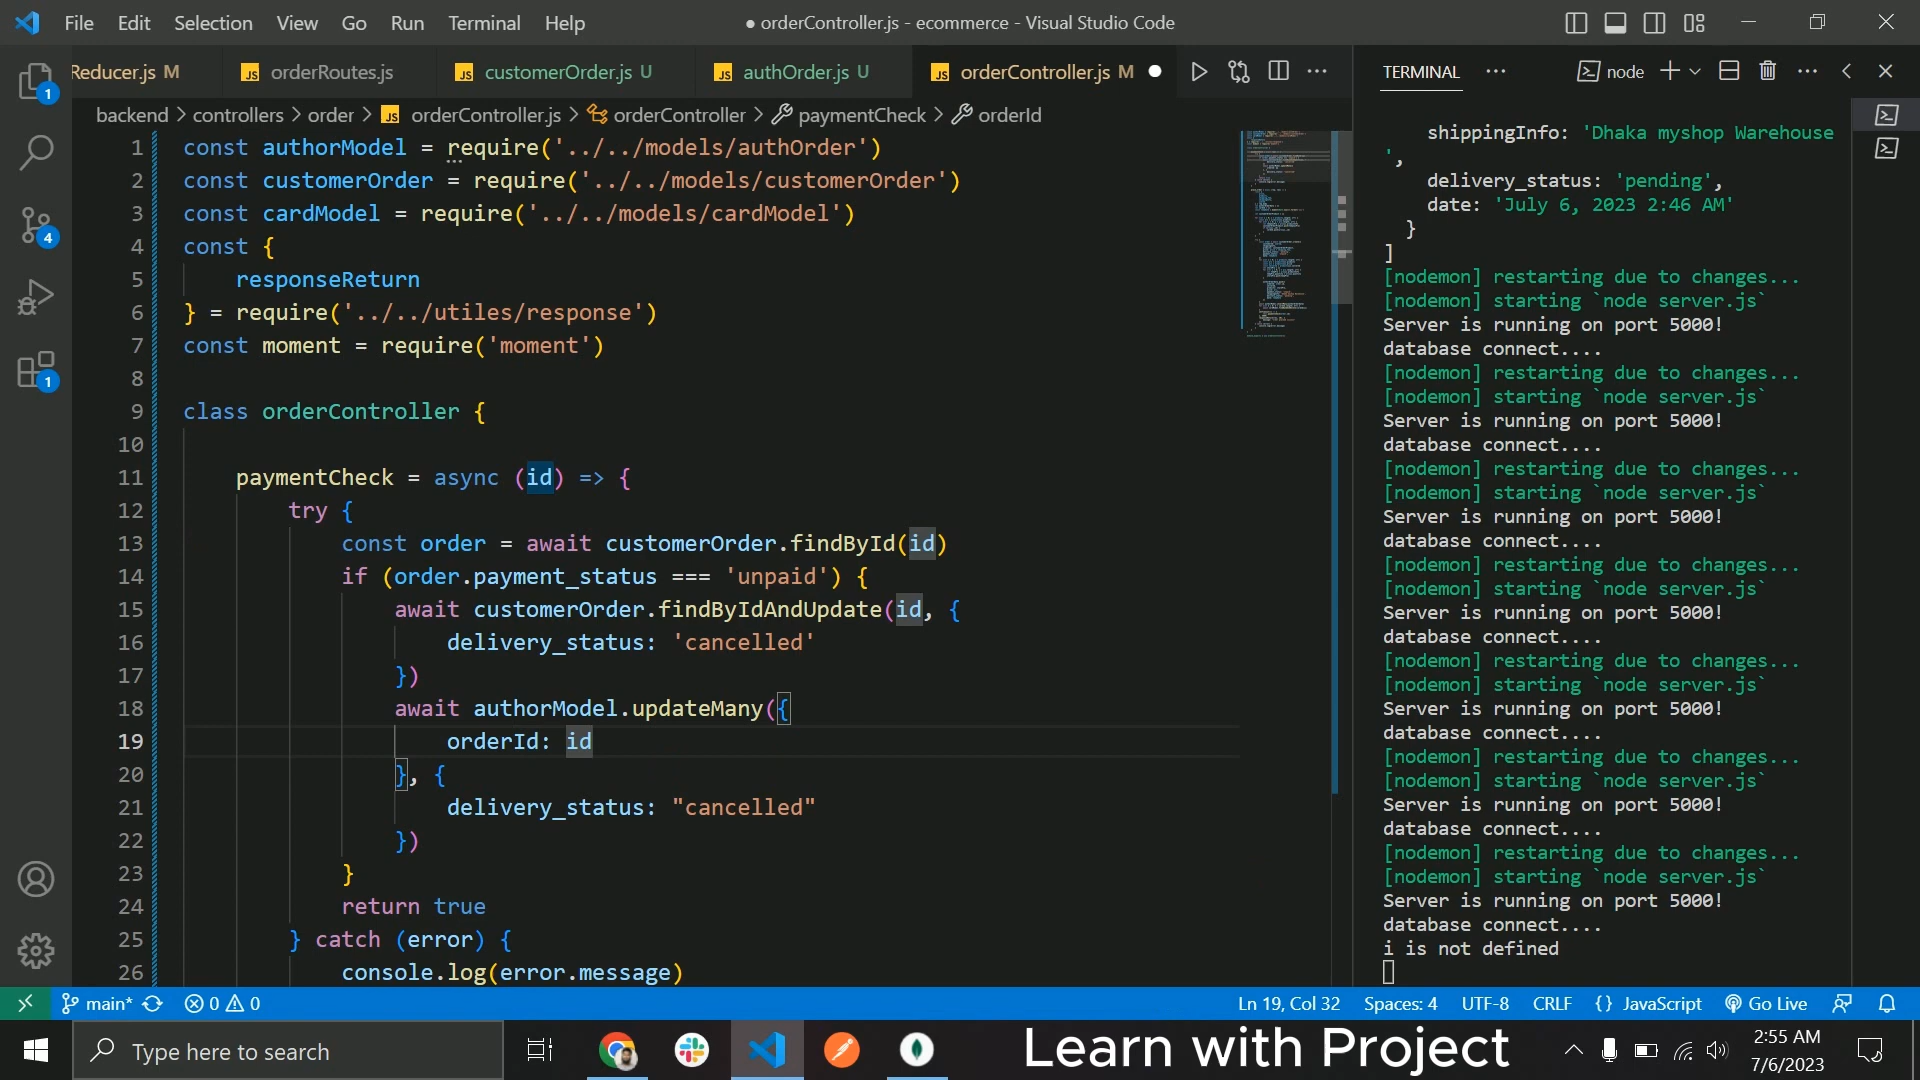 File Edit Selection View Go Run Terminal Help
● orderController.js - ecommerce - Visual Studio Code
Reducer.js M
JS orderRoutes.js
JS customerOrder.js U
JS authOrder.js U
JS orderController.js M
backend > controllers > order > JS orderController.js > orderController > paymentCheck > orderId
1 const authorModel = require('../../models/authOrder')
2 const customerOrder = require('../../models/customerOrder')
3 const cardModel = require('../../models/cardModel')
4 const {
5 responseReturn
6 } = require('../../utiles/response')
7 const moment = require('moment')
8
9 class orderController {
10
11 paymentCheck = async (id) => {
12 try {
13 const order = await customerOrder.findById(id)
14 if (order.payment_status === 'unpaid') {
15 await customerOrder.findByIdAndUpdate(id, {
16 delivery_status: 'cancelled'
17 })
18 await authorModel.updateMany({
19 orderId: id
20 }, {
21 delivery_status: "cancelled"
22 })
23 }
24 return true
25 } catch (error) {
26 console.log(error.message)
1
4
1
TERMINAL ... node
shippingInfo: 'Dhaka myshop Warehouse
',
delivery_status: 'pending',
date: 'July 6, 2023 2:46 AM'
}
]
[nodemon] restarting due to changes...
[nodemon] starting `node server.js`
Server is running on port 5000!
database connect....
[nodemon] restarting due to changes...
[nodemon] starting `node server.js`
Server is running on port 5000!
database connect....
[nodemon] restarting due to changes...
[nodemon] starting `node server.js`
Server is running on port 5000!
database connect....
[nodemon] restarting due to changes...
[nodemon] starting `node server.js`
Server is running on port 5000!
database connect....
[nodemon] restarting due to changes...
[nodemon] starting `node server.js`
Server is running on port 5000!
database connect....
[nodemon] restarting due to changes...
[nodemon] starting `node server.js`
Server is running on port 5000!
database connect....
[nodemon] restarting due to changes...
[nodemon] starting `node server.js`
Server is running on port 5000!
database connect....
i is not defined
main* 0 0
Ln 19, Col 32 Spaces: 4 UTF-8 CRLF {} JavaScript Go Live
Type here to search
Learn with Project
2:55 AM
7/6/2023